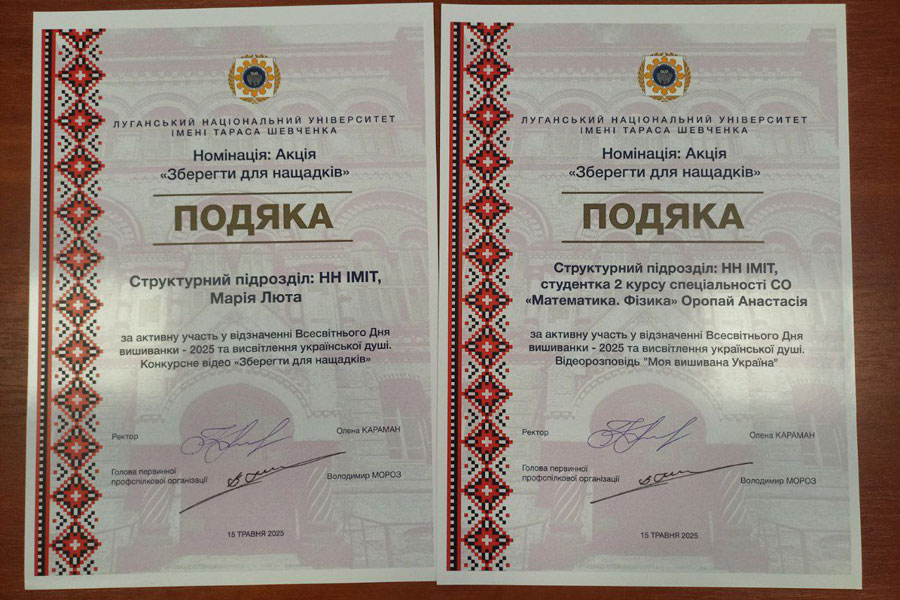 ЛУГАНСЬКИЙ НАЦІОНАЛЬНИЙ УНІВЕРСИТЕТ
ІМЕНІ ТАРАСА ШЕВЧЕНКА
Номінація: Акція
«Зберегти для нащадків»
ПОДЯКА
Структурний підрозділ: НН ІМІТ,
Марія Люта
за активну участь у відзначенні Всесвітнього Дня
вишиванки - 2025 та висвітлення української душі.
Конкурсне відео «Зберегти для нащадків»
Ректор
Олена КАРАМАН
Голова первинної
профспілкової організації
Володимир МОРОЗ
15 ТРАВНЯ 2025
ЛУГАНСЬКИЙ НАЦІОНАЛЬНИЙ УНІВЕРСИТЕТ
ІМЕНІ ТАРАСА ШЕВЧЕНКА
Номінація: Акція
«Зберегти для нащадків»
ПОДЯКА
Структурний підрозділ: НН ІМІТ,
студентка 2 курсу спеціальності СО
«Математика. Фізика» Оропай Анастасія
за активну участь у відзначенні Всесвітнього Дня
вишиванки - 2025 та висвітлення української душі.
Відеорозповідь "Моя вишивана Україна"
Ректор
Олена КАРАМАН
Голова первинної
профспілкової організації
Володимир МОРОЗ
15 ТРАВНЯ 2025